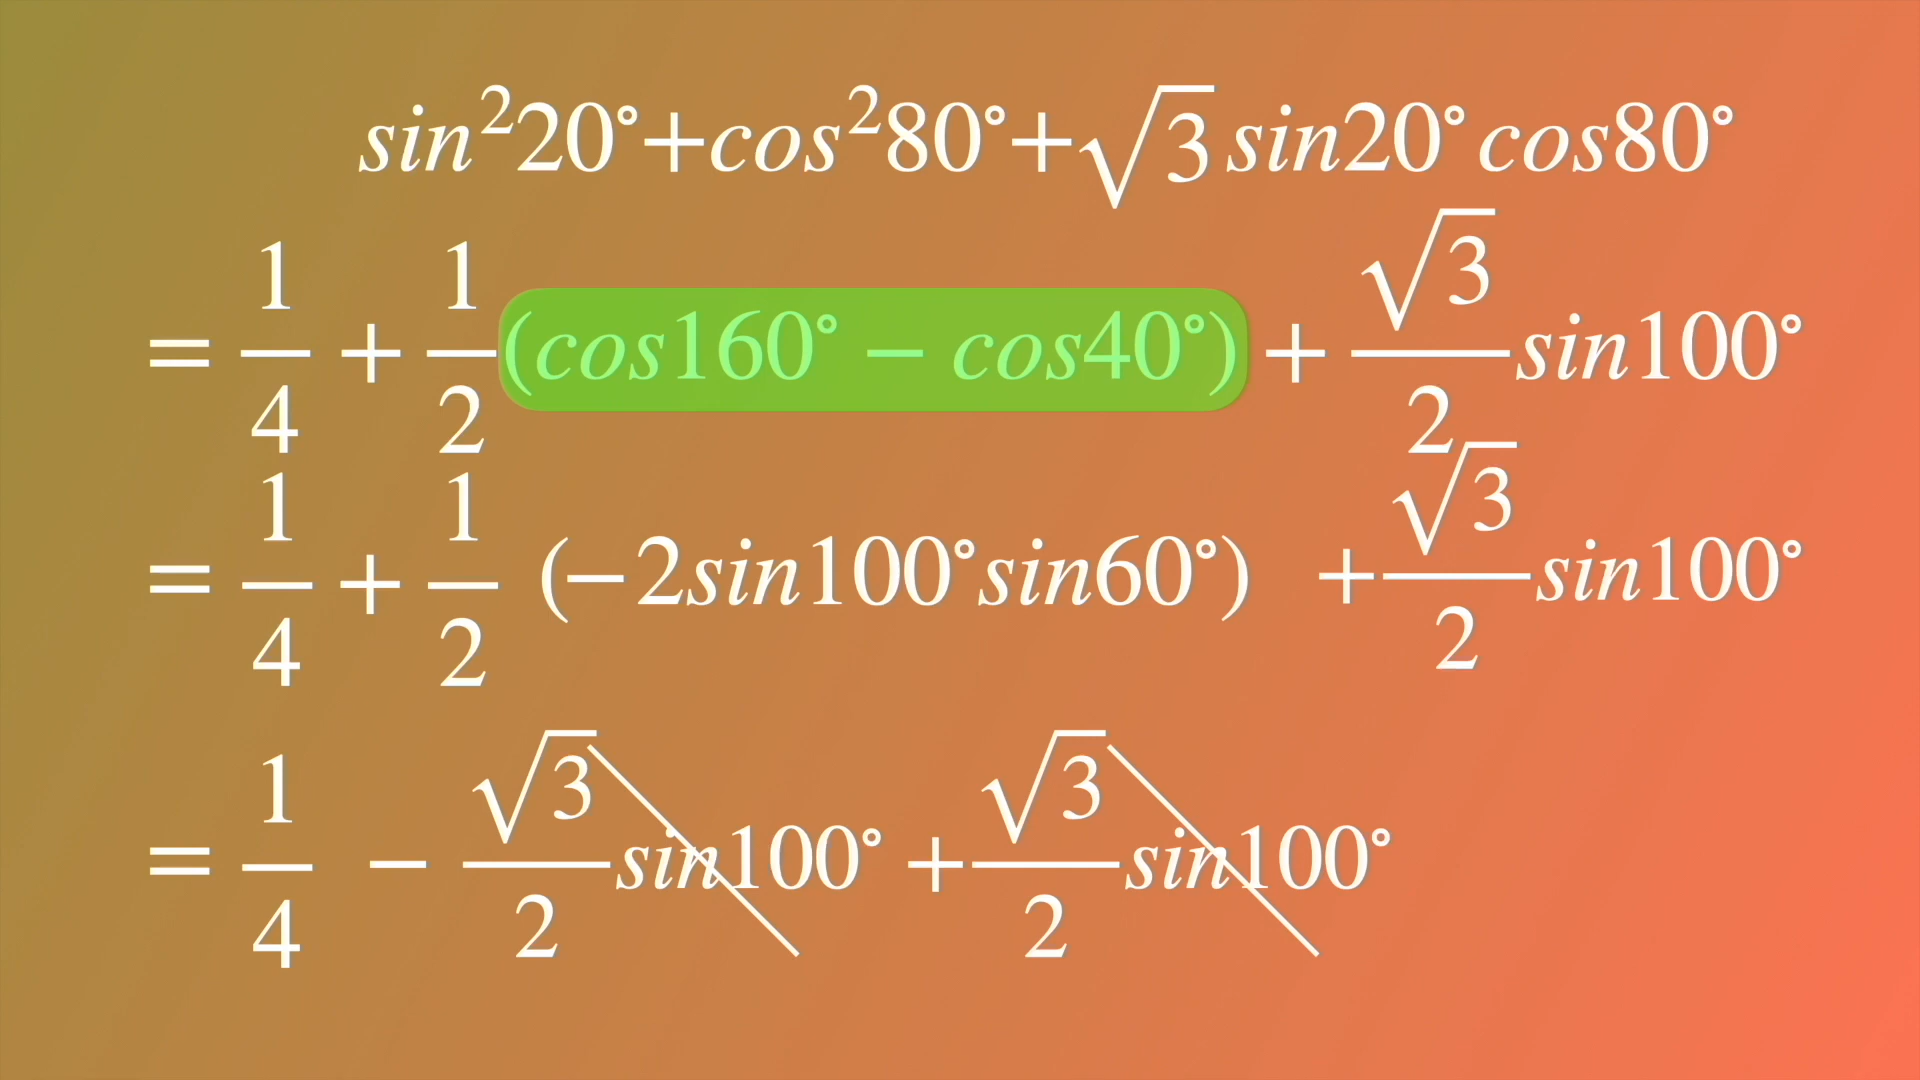 sin²20°+cos²80°+√3 sin20° cos80°
= 1/4 + 1/2 (cos160° − cos40°) + √3/2 sin100°
= 1/4 + 1/2 (−2sin100°sin60°) + √3/2 sin100°
= 1/4 − √3/2 sin100° + √3/2 sin100°